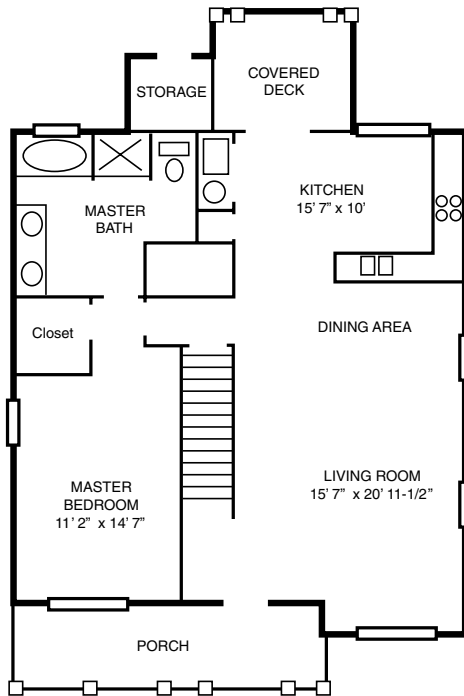 COVERED
DECK
STORAGE
KITCHEN
15' 7" x 10'
MASTER
BATH
Closet
DINING AREA
LIVING ROOM
15' 7" x 20' 11-1/2"
MASTER
BEDROOM
11' 2" x 14' 7"
PORCH